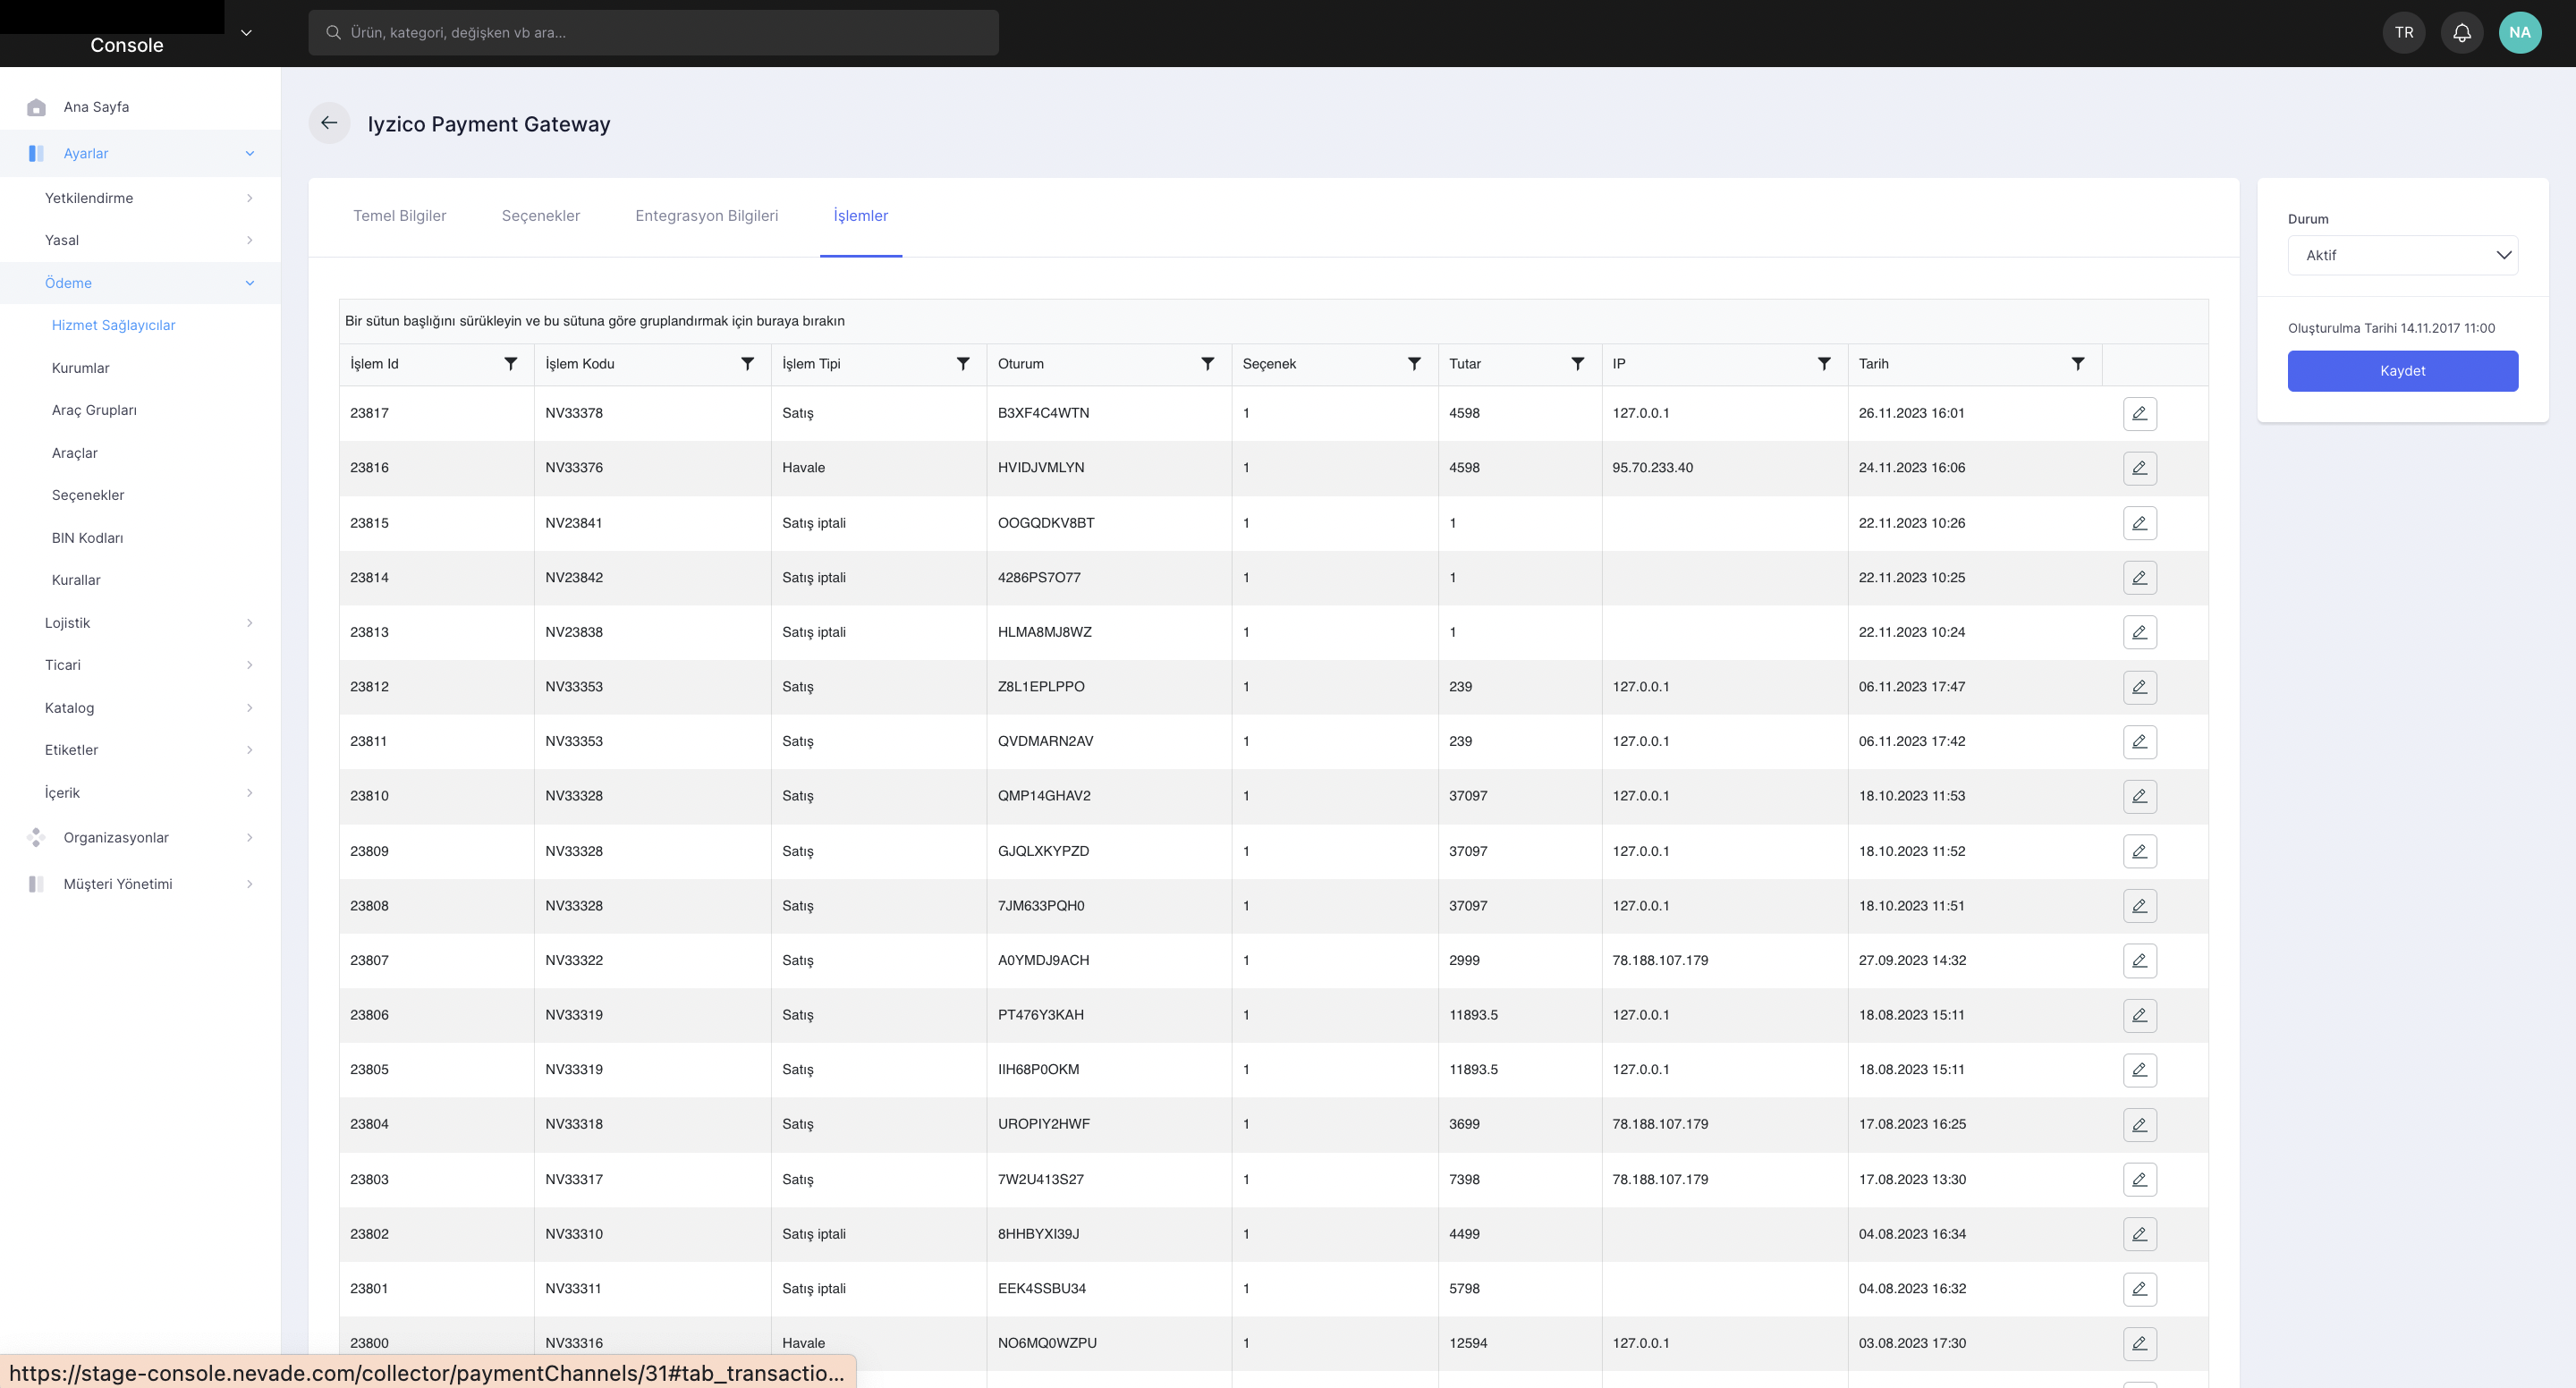 Console
Ürün, kategori, değişken vb ara...
TR
NA
Ana Sayfa
Ayarlar
Yetkilendirme
Yasal
Ödeme
Hizmet Sağlayıcılar
Kurumlar
Araç Grupları
Araçlar
Seçenekler
BIN Kodları
Kurallar
Lojistik
Ticari
Katalog
Etiketler
İçerik
Organizasyonlar
Müşteri Yönetimi
Iyzico Payment Gateway
Temel Bilgiler Seçenekler Entegrasyon Bilgileri İşlemler
Bir sütun başlığını sürükleyin ve bu sütuna göre gruplandırmak için buraya bırakın
İşlem Id İşlem Kodu İşlem Tipi Oturum Seçenek Tutar IP Tarih
23817 NV33378 Satış B3XF4C4WTN 1 4598 127.0.0.1 26.11.2023 16:01
23816 NV33376 Havale HVIDJVMLYN 1 4598 95.70.233.40 24.11.2023 16:06
23815 NV23841 Satış iptali OOGQDKV8BT 1 1 22.11.2023 10:26
23814 NV23842 Satış iptali 4286PS7O77 1 1 22.11.2023 10:25
23813 NV23838 Satış iptali HLMA8MJ8WZ 1 1 22.11.2023 10:24
23812 NV33353 Satış Z8L1EPLPPO 1 239 127.0.0.1 06.11.2023 17:47
23811 NV33353 Satış QVDMARN2AV 1 239 127.0.0.1 06.11.2023 17:42
23810 NV33328 Satış QMP14GHAV2 1 37097 127.0.0.1 18.10.2023 11:53
23809 NV33328 Satış GJQLXKYPZD 1 37097 127.0.0.1 18.10.2023 11:52
23808 NV33328 Satış 7JM633PQH0 1 37097 127.0.0.1 18.10.2023 11:51
23807 NV33322 Satış A0YMDJ9ACH 1 2999 78.188.107.179 27.09.2023 14:32
23806 NV33319 Satış PT476Y3KAH 1 11893.5 127.0.0.1 18.08.2023 15:11
23805 NV33319 Satış IIH68P0OKM 1 11893.5 127.0.0.1 18.08.2023 15:11
23804 NV33318 Satış UROPIY2HWF 1 3699 78.188.107.179 17.08.2023 16:25
23803 NV33317 Satış 7W2U413S27 1 7398 78.188.107.179 17.08.2023 13:30
23802 NV33310 Satış iptali 8HHBYXI39J 1 4499 04.08.2023 16:34
23801 NV33311 Satış iptali EEK4SSBU34 1 5798 04.08.2023 16:32
23800 NV33316 Havale NO6MQ0WZPU 1 12594 127.0.0.1 03.08.2023 17:30
Durum
Aktif
Oluşturulma Tarihi 14.11.2017 11:00
Kaydet
https://stage-console.nevade.com/collector/paymentChannels/31#tab_transactio...